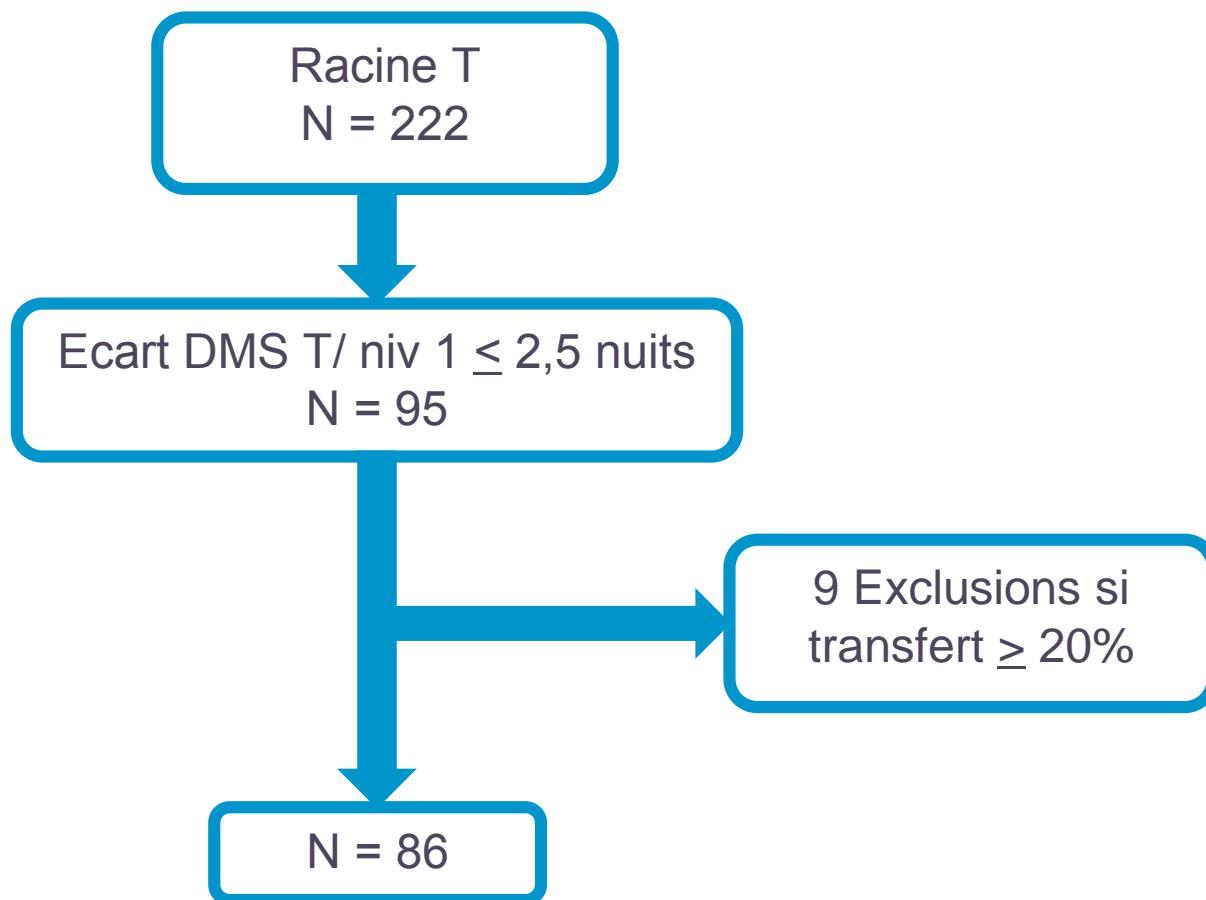 Racine T
N = 222
Ecart DMS T/ niv 1 ≤ 2,5 nuits
N = 95
9 Exclusions si
transfert ≥ 20%
N = 86